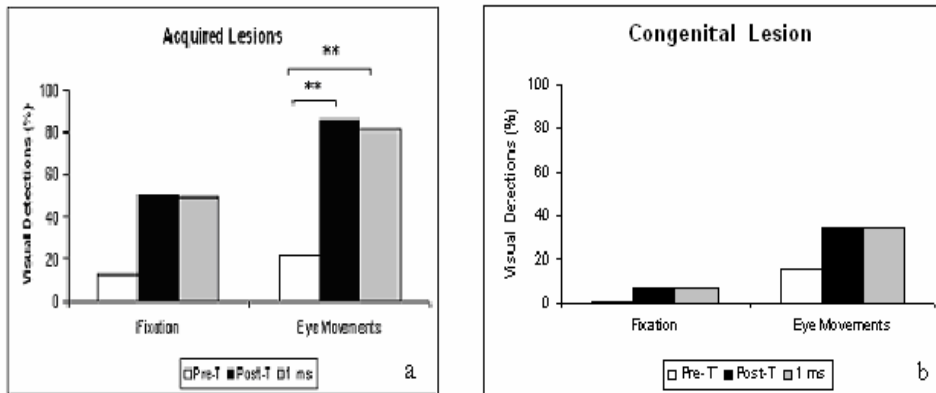 Acquired Lesions
**
**
Visual Detections (%)
100
80
60
40
20
0
Fixation
Eye Movements
Pre-T Post-T 1 ms
a
Congenital Lesion
Visual Detections (%)
100
80
60
40
20
0
Fixation
Eye Movements
Pre-T Post-T 1 ms
b